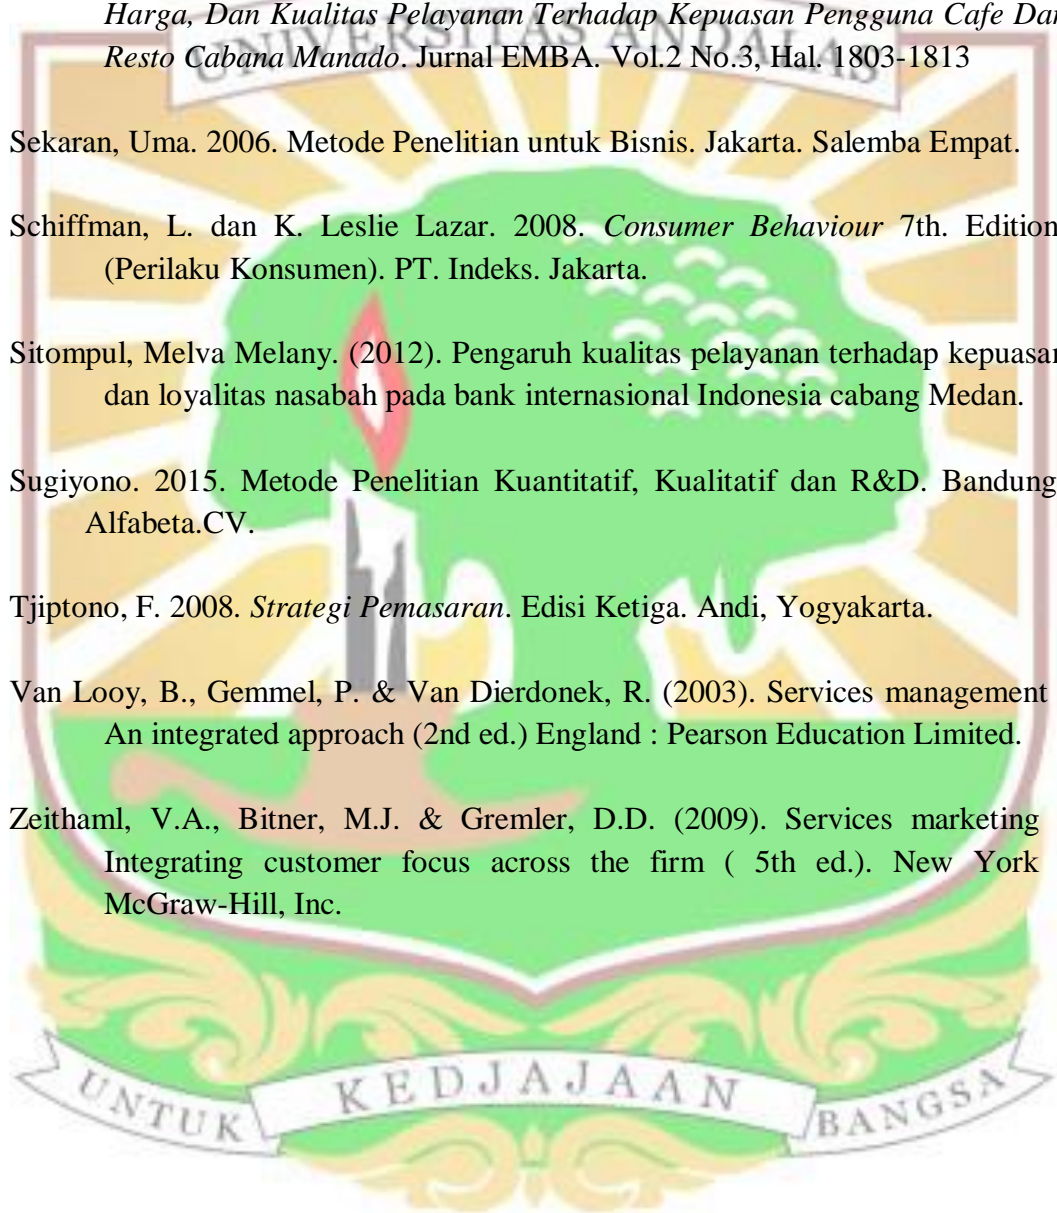 Harga, Dan Kualitas Pelayanan Terhadap Kepuasan Pengguna Cafe Dan
UNIVERSITAS ANDALAS
Resto Cabana Manado. Jurnal EMBA. Vol.2 No.3, Hal. 1803-1813
Sekaran, Uma. 2006. Metode Penelitian untuk Bisnis. Jakarta. Salemba Empat.
Schiffman, L. dan K. Leslie Lazar. 2008. Consumer Behaviour 7th. Edition
(Perilaku Konsumen). PT. Indeks. Jakarta.
Sitompul, Melva Melany. (2012). Pengaruh kualitas pelayanan terhadap kepuasan
dan loyalitas nasabah pada bank internasional Indonesia cabang Medan.
Sugiyono. 2015. Metode Penelitian Kuantitatif, Kualitatif dan R&D. Bandung.
Alfabeta.CV.
Tjiptono, F. 2008. Strategi Pemasaran. Edisi Ketiga. Andi, Yogyakarta.
Van Looy, B., Gemmel, P. & Van Dierdonek, R. (2003). Services management
An integrated approach (2nd ed.) England : Pearson Education Limited.
Zeithaml, V.A., Bitner, M.J. & Gremler, D.D. (2009). Services marketing
Integrating customer focus across the firm ( 5th ed.). New York
McGraw-Hill, Inc.
UNTUK KEDJAJAAN BANGSA